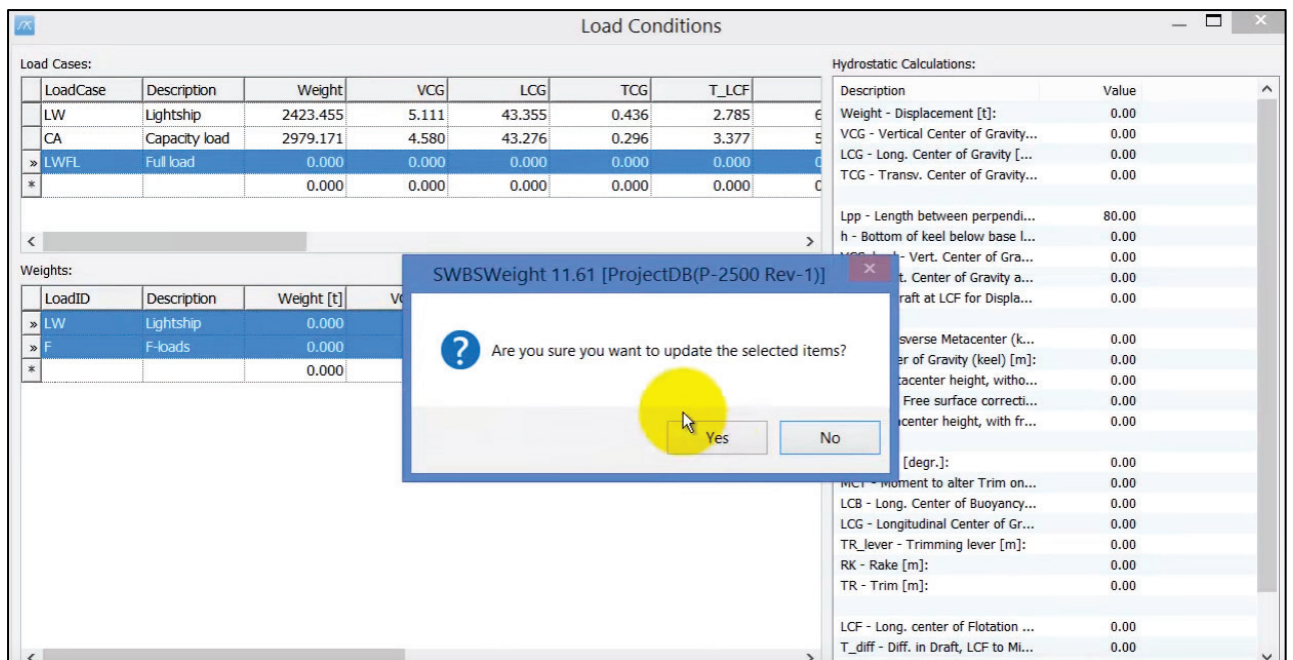 Load Conditions
Load Cases:
LoadCase Description Weight VCG LCG TCG T_LCF
LW Lightship 2423.455 5.111 43.355 0.436 2.785 6
CA Capacity load 2979.171 4.580 43.276 0.296 3.377 5
» LWFL Full load 0.000 0.000 0.000 0.000 0.000 0
* 0.000 0.000 0.000 0.000 0.000 0
Weights:
LoadID Description Weight [t]
» LW Lightship 0.000
» F F-loads 0.000
* 0.000
SWBSWeight 11.61 [ProjectDB(P-2500 Rev-1)]
Are you sure you want to update the selected items?
Yes No
Hydrostatic Calculations:
Description Value
Weight - Displacement [t]: 0.00
VCG - Vertical Center of Gravity... 0.00
LCG - Long. Center of Gravity [... 0.00
TCG - Transv. Center of Gravity... 0.00
Lpp - Length between perpendi... 80.00
h - Bottom of keel below base l... 0.00
- Vert. Center of Gra... 0.00
t. Center of Gravity a... 0.00
raft at LCF for Displa... 0.00
sverse Metacenter (k... 0.00
er of Gravity (keel) [m]: 0.00
tacenter height, witho... 0.00
Free surface correcti... 0.00
acenter height, with fr... 0.00
[degr.]: 0.00
MCT - Moment to alter Trim on... 0.00
LCB - Long. Center of Buoyancy... 0.00
LCG - Longitudinal Center of Gr... 0.00
TR_lever - Trimming lever [m]: 0.00
RK - Rake [m]: 0.00
TR - Trim [m]: 0.00
LCF - Long. center of Flotation ... 0.00
T_diff - Diff. in Draft, LCF to Mi... 0.00